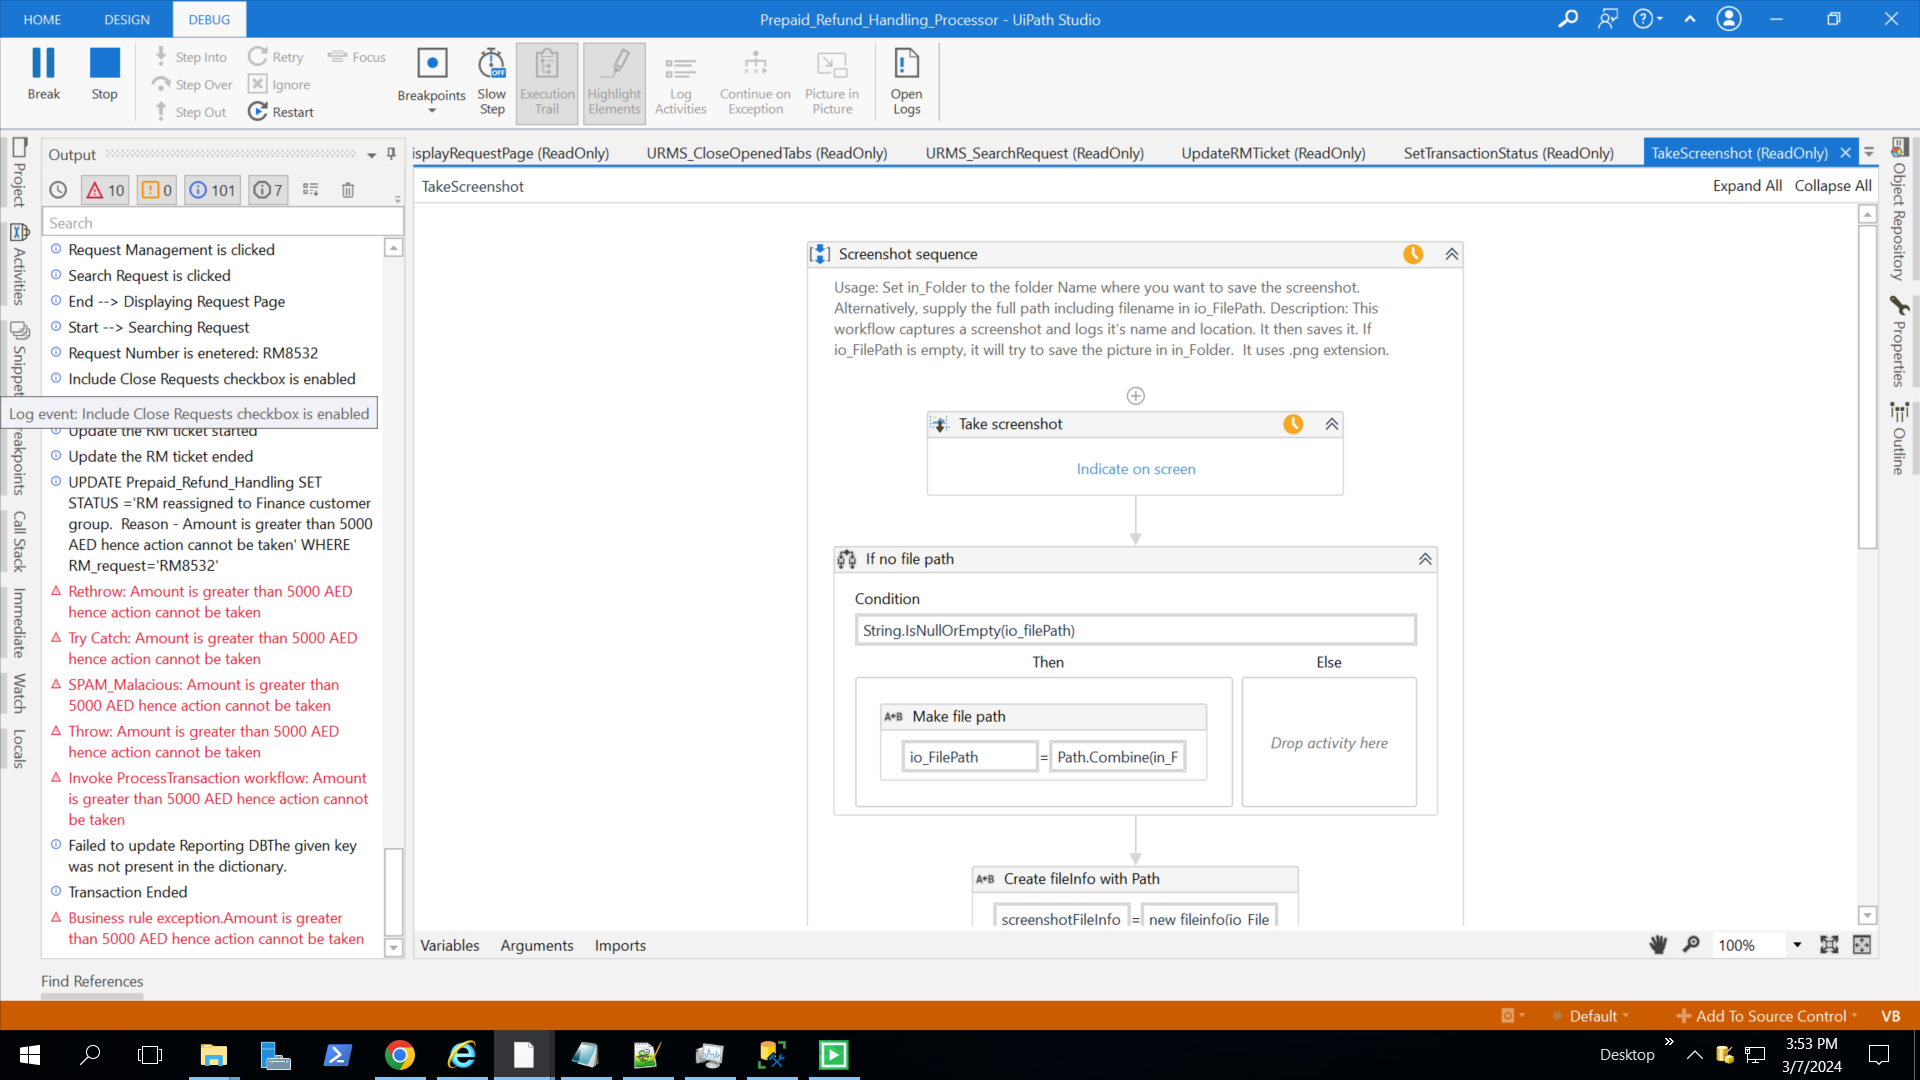 HOME
DESIGN
DEBUG
Prepaid_Refund_Handling_Processor - UiPath Studio
Break
Stop
Step Into
Step Over
Step Out
Retry
Ignore
Restart
Focus
Breakpoints
Slow
Step
OFF
Execution
Trail
Highlight
Elements
Log
Activities
Continue on
Exception
Picture in
Picture
Open
Logs
Project
Activities
Snippet
reakpoints
Call Stack
Immediate
Watch
Locals
Output
10
0
101
7
Search
Request Management is clicked
Search Request is clicked
End --> Displaying Request Page
Start --> Searching Request
Request Number is enetered: RM8532
Include Close Requests checkbox is enabled
Log event: Include Close Requests checkbox is enabled
Update the RM ticket started
Update the RM ticket ended
UPDATE Prepaid_Refund_Handling SET
STATUS ='RM reassigned to Finance customer
group.  Reason - Amount is greater than 5000
AED hence action cannot be taken' WHERE
RM_request='RM8532'
Rethrow: Amount is greater than 5000 AED
hence action cannot be taken
Try Catch: Amount is greater than 5000 AED
hence action cannot be taken
SPAM_Malacious: Amount is greater than
5000 AED hence action cannot be taken
Throw: Amount is greater than 5000 AED
hence action cannot be taken
Invoke ProcessTransaction workflow: Amount
is greater than 5000 AED hence action cannot
be taken
Failed to update Reporting DBThe given key
was not present in the dictionary.
Transaction Ended
Business rule exception.Amount is greater
than 5000 AED hence action cannot be taken
Find References
isplayRequestPage (ReadOnly)
URMS_CloseOpenedTabs (ReadOnly)
URMS_SearchRequest (ReadOnly)
UpdateRMTicket (ReadOnly)
SetTransactionStatus (ReadOnly)
TakeScreenshot (ReadOnly)
TakeScreenshot
Expand All
Collapse All
Screenshot sequence
Usage: Set in_Folder to the folder Name where you want to save the screenshot.
Alternatively, supply the full path including filename in io_FilePath. Description: This
workflow captures a screenshot and logs it's name and location. It then saves it. If
io_FilePath is empty, it will try to save the picture in in_Folder.  It uses .png extension.
Take screenshot
Indicate on screen
If no file path
Condition
String.IsNullOrEmpty(io_filePath)
Then
Else
A+B Make file path
io_FilePath = Path.Combine(in_F
Drop activity here
A+B Create fileInfo with Path
screenshotFileInfo = new fileinfo(io_File
Variables
Arguments
Imports
100%
Object Repository
Properties
Outline
Default
Add To Source Control
VB
Desktop
3:53 PM
3/7/2024